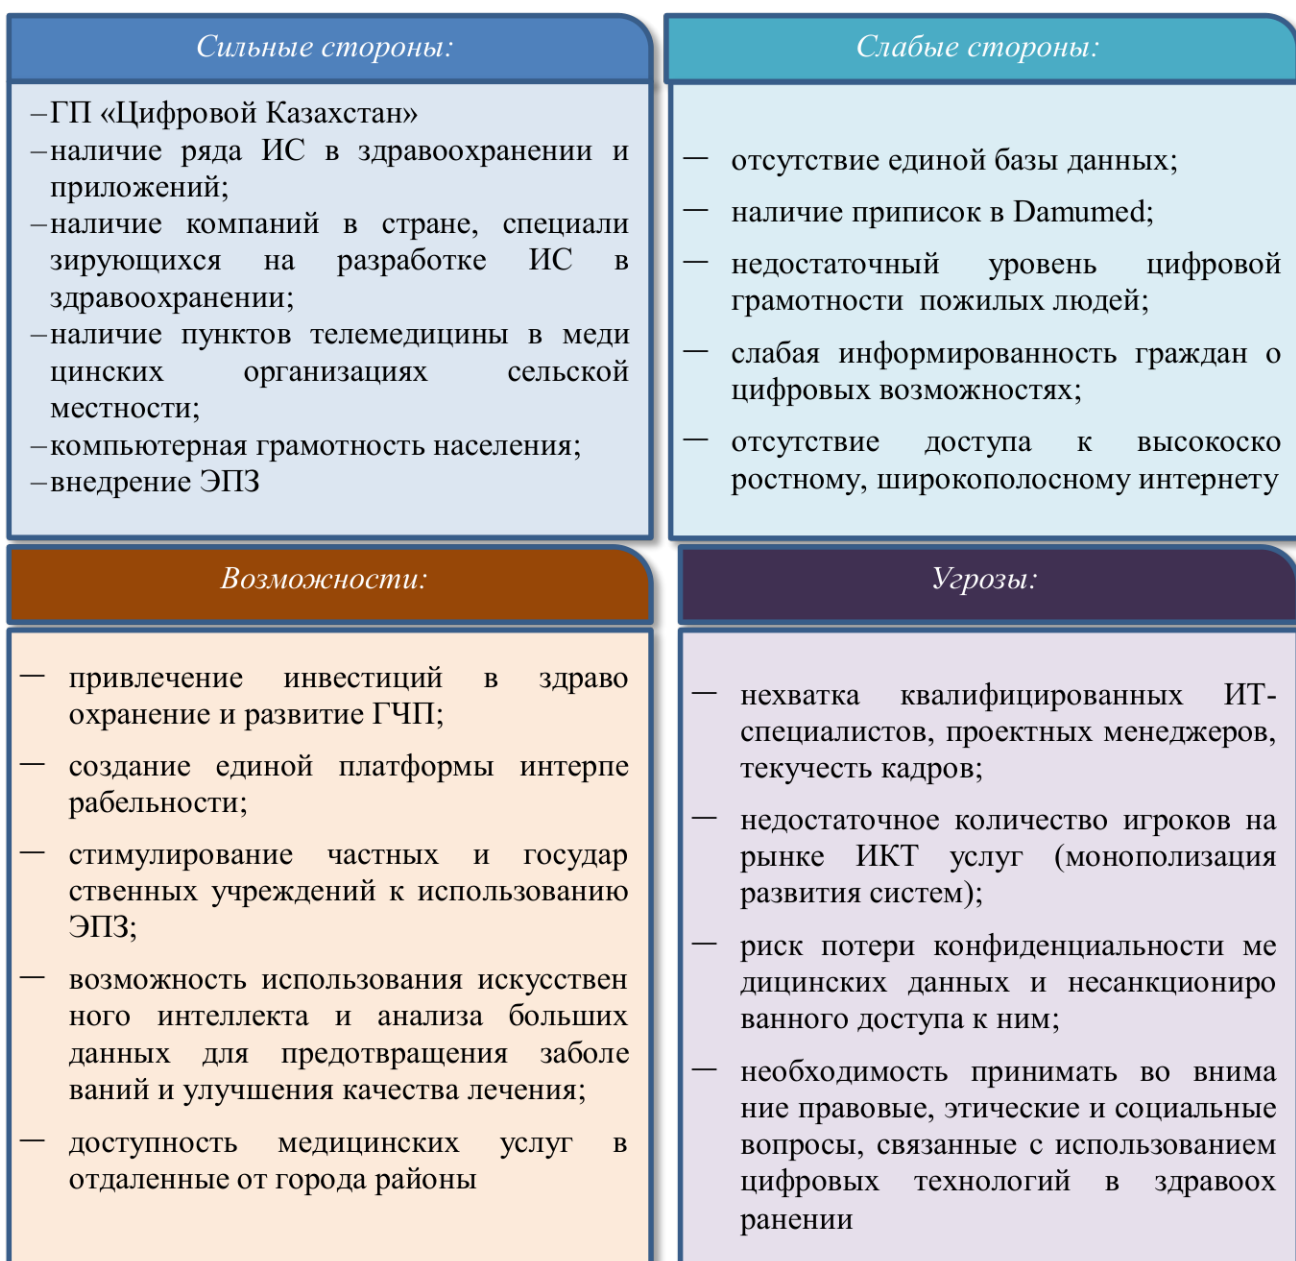 Сильные стороны:
–ГП «Цифровой Казахстан»
–наличие ряда ИС в здравоохранении и
приложений;
–наличие компаний в стране, специали
зирующихся на разработке ИС в
здравоохранении;
–наличие пунктов телемедицины в меди
цинских организациях сельской
местности;
–компьютерная грамотность населения;
–внедрение ЭПЗ
Слабые стороны:
— отсутствие единой базы данных;
— наличие приписок в Damumed;
— недостаточный уровень цифровой
грамотности пожилых людей;
— слабая информированность граждан о
цифровых возможностях;
— отсутствие доступа к высокоско
ростному, широкополосному интернету
Возможности:
— привлечение инвестиций в здраво
охранение и развитие ГЧП;
— создание единой платформы интерпе
рабельности;
— стимулирование частных и государ
ственных учреждений к использованию
ЭПЗ;
— возможность использования искусствен
ного интеллекта и анализа больших
данных для предотвращения заболе
ваний и улучшения качества лечения;
— доступность медицинских услуг в
отдаленные от города районы
Угрозы:
— нехватка квалифицированных ИТ-
специалистов, проектных менеджеров,
текучесть кадров;
— недостаточное количество игроков на
рынке ИКТ услуг (монополизация
развития систем);
— риск потери конфиденциальности ме
дицинских данных и несанкциониро
ванного доступа к ним;
— необходимость принимать во внима
ние правовые, этические и социальные
вопросы, связанные с использованием
цифровых технологий в здравоох
ранении